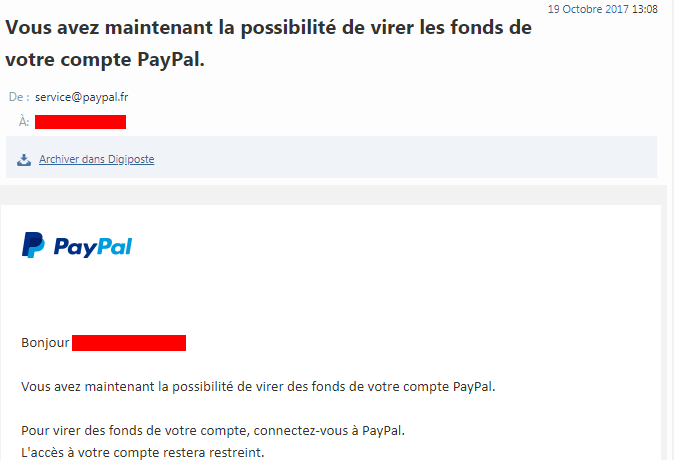 19 Octobre 2017 13:08
Vous avez maintenant la possibilité de virer les fonds de
votre compte PayPal.
De : service@paypal.fr
À:
Archiver dans Digiposte
PayPal
Bonjour
Vous avez maintenant la possibilité de virer des fonds de votre compte PayPal.
Pour virer des fonds de votre compte, connectez-vous à PayPal.
L'accès à votre compte restera restreint.